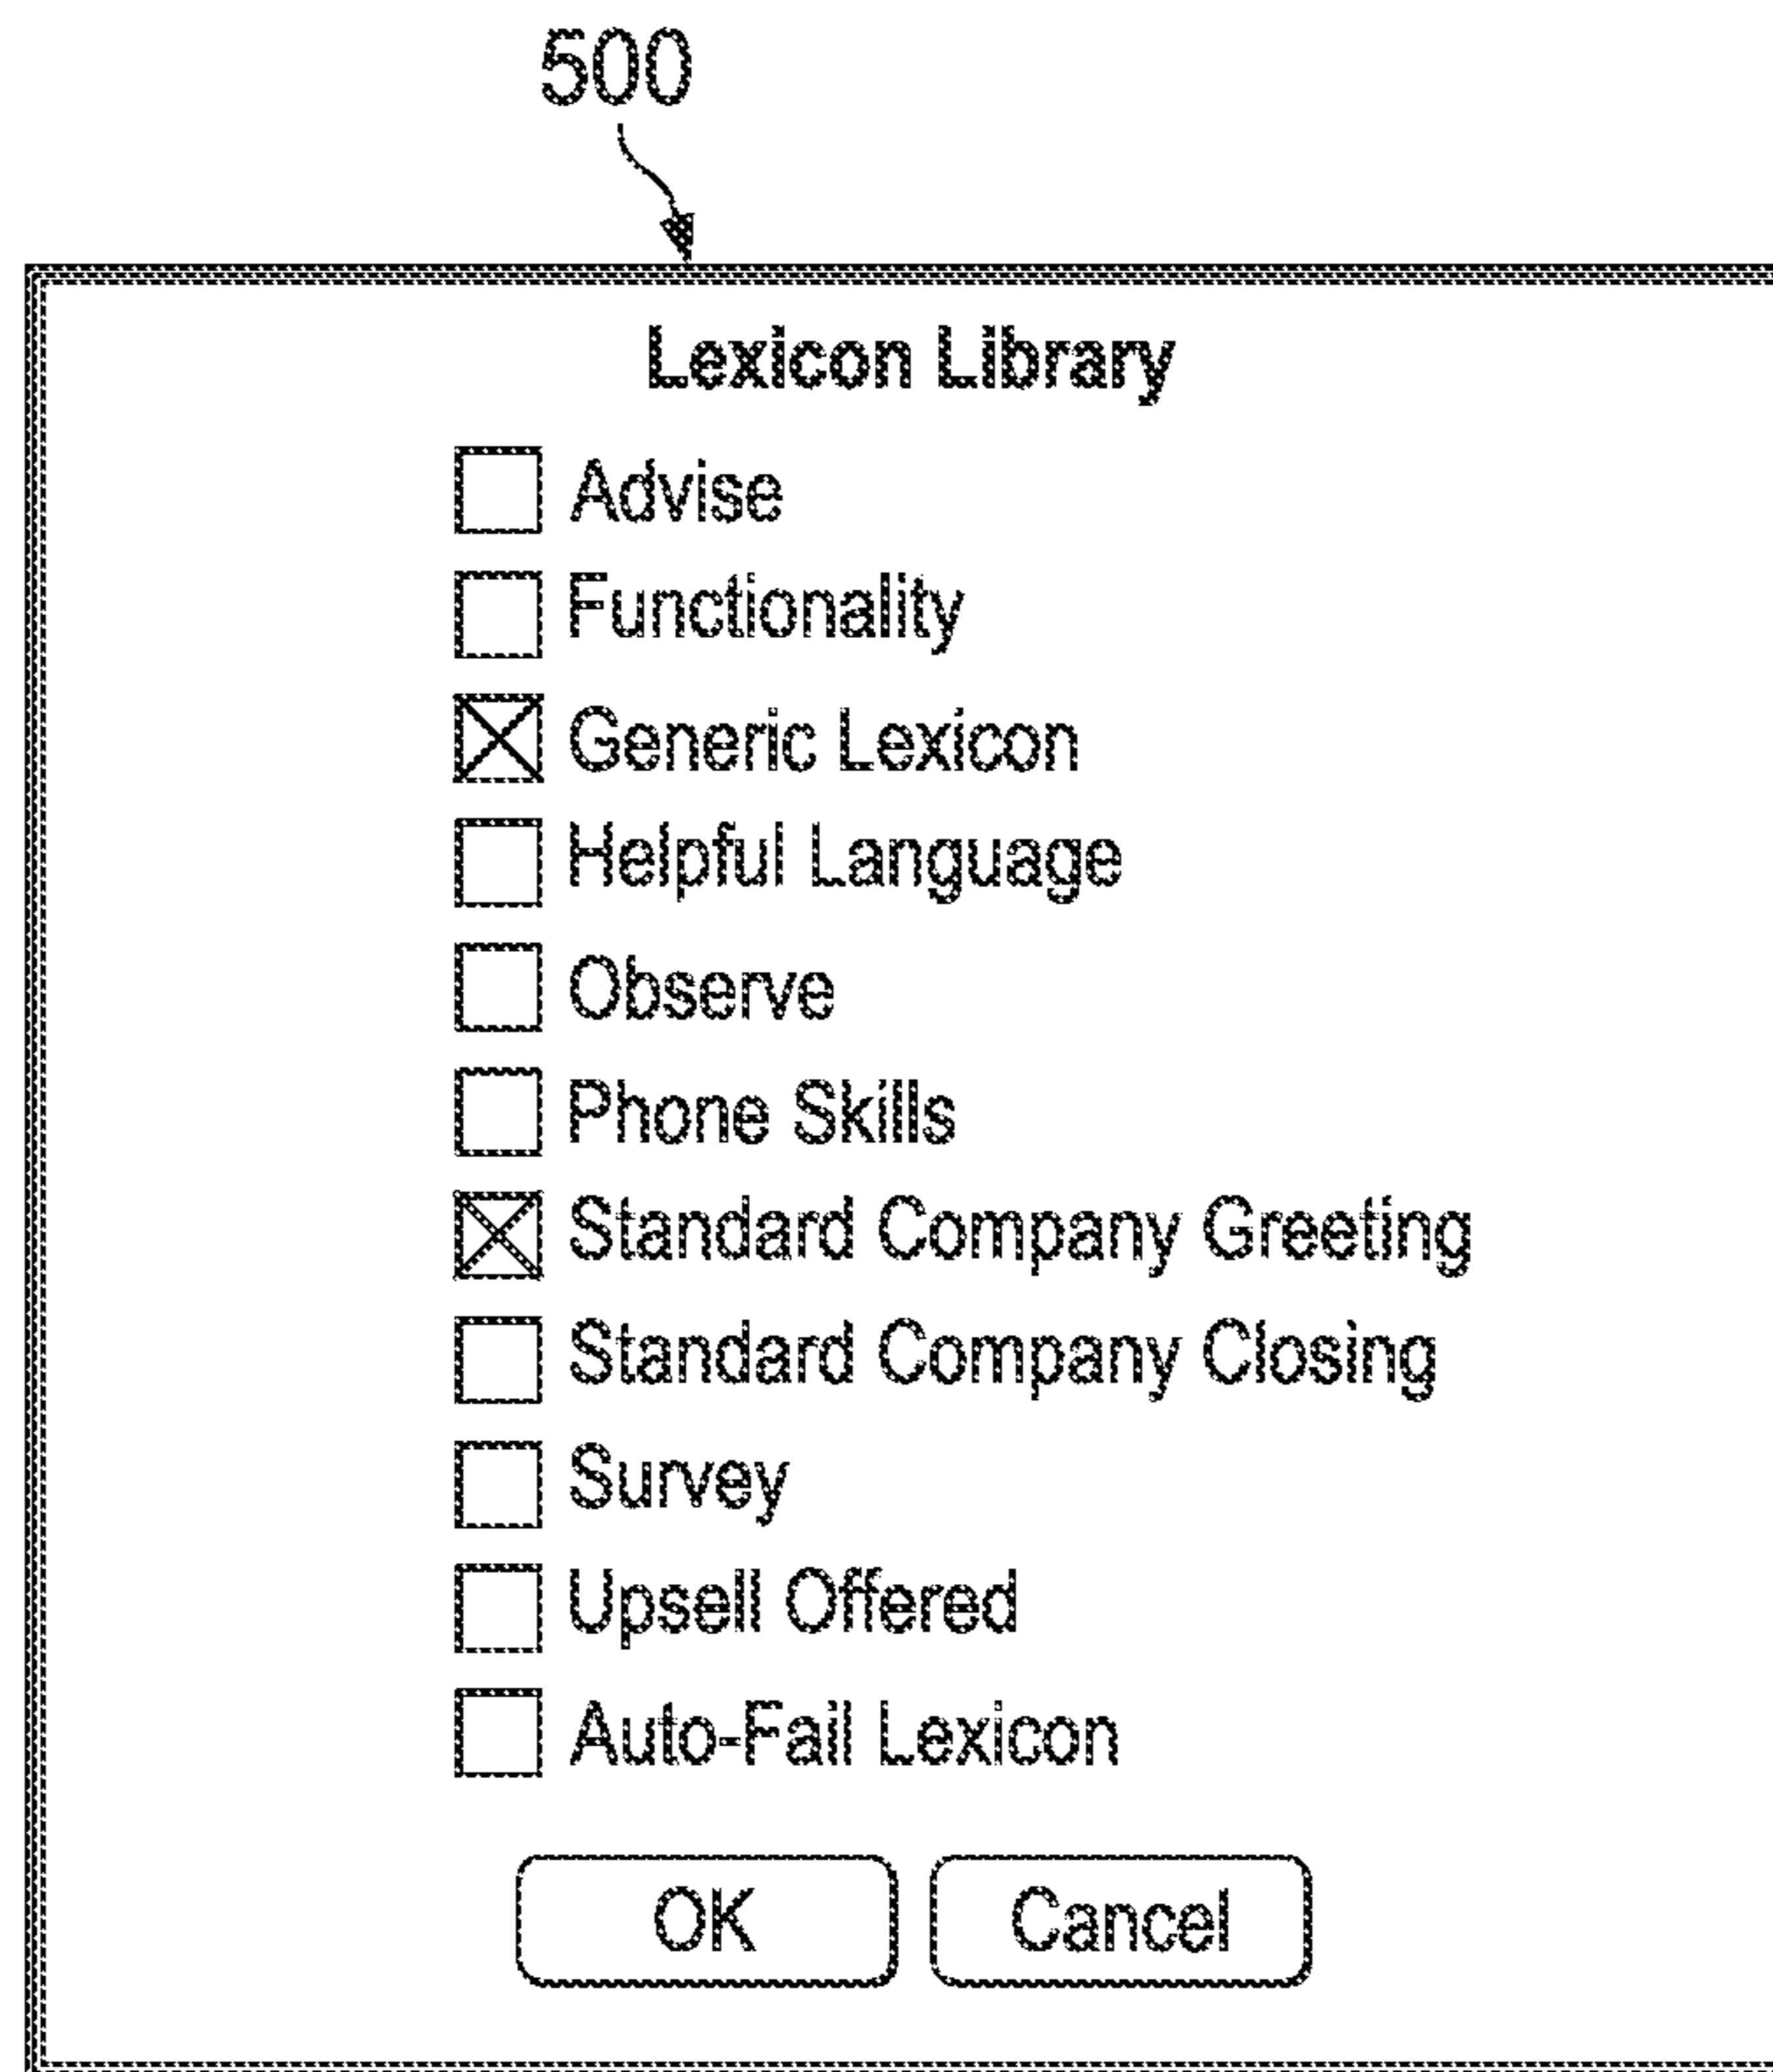 500
Lexicon Library
Advise
Functionality
Generic Lexicon
Helpful Language
Observe
Phone Skills
Standard Company Greeting
Standard Company Closing
Survey
Upsell Offered
Auto-Fail Lexicon
OK Cancel